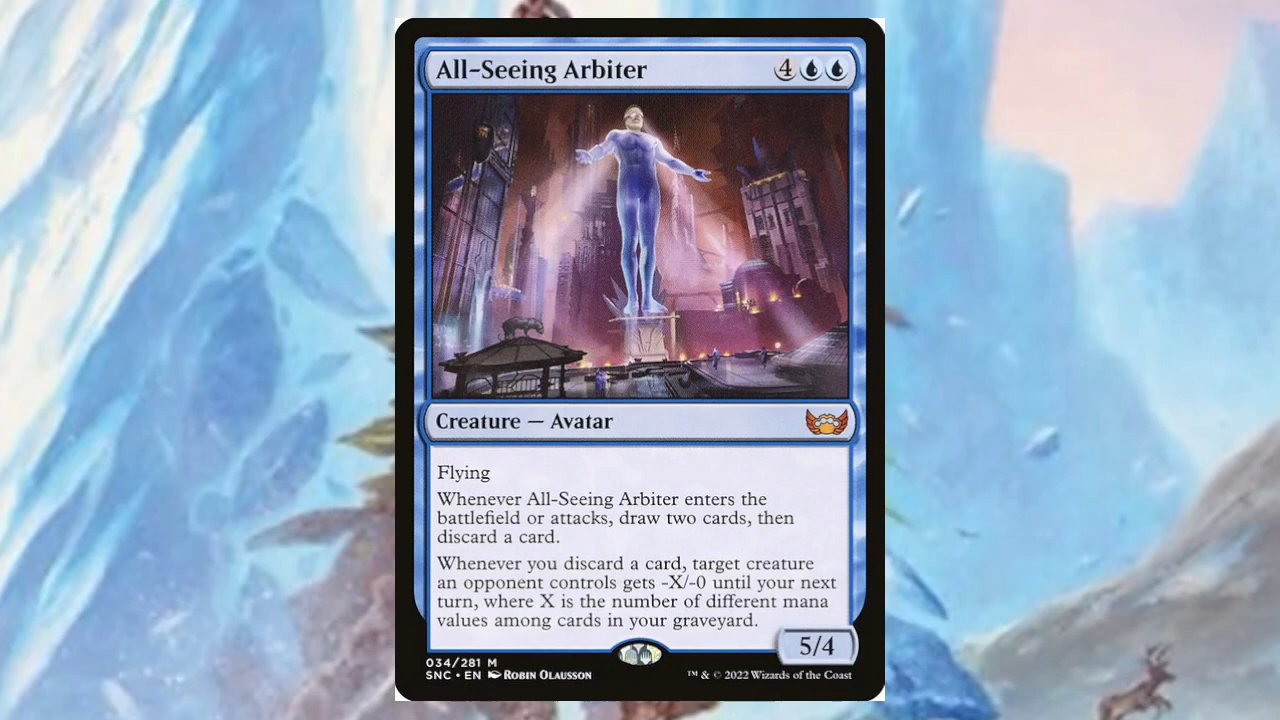 All-Seeing Arbiter 4
Creature — Avatar
Flying
Whenever All-Seeing Arbiter enters the
battlefield or attacks, draw two cards, then
discard a card.
Whenever you discard a card, target creature
an opponent controls gets -X/-0 until your next
turn, where X is the number of different mana
values among cards in your graveyard.
5/4
034/281 M
SNC • EN Robin Olausson
™ & © 2022 Wizards of the Coast